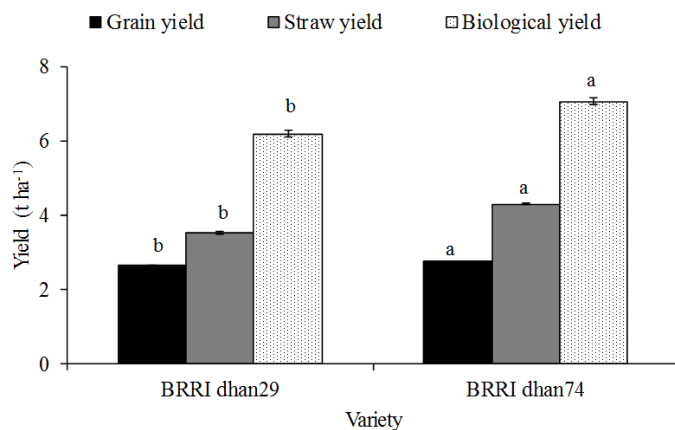 Grain yield Straw yield Biological yield
8
6
4
2
0
Yield (t ha⁻¹)
b
b
b
a
a
a
BRRI dhan29 BRRI dhan74
Variety